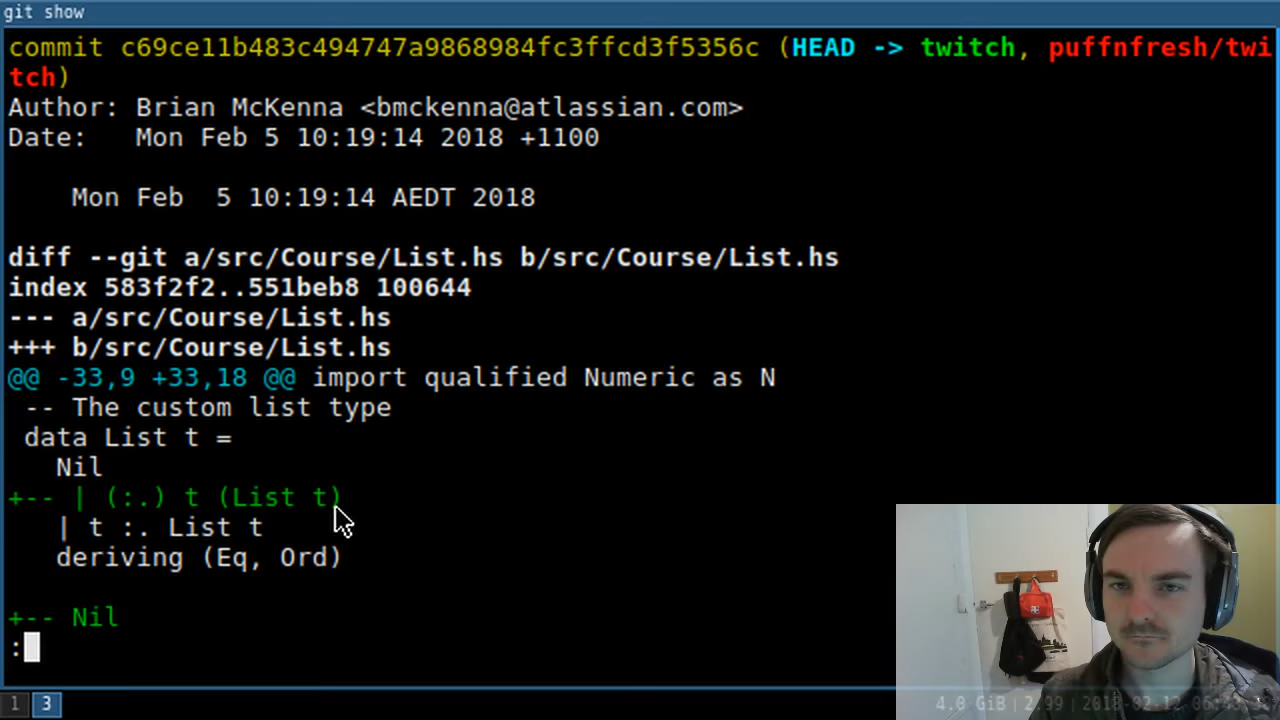 git show
commit c69ce11b483c494747a9868984fc3ffcd3f5356c (HEAD -> twitch, puffnfresh/twi
tch)
Author: Brian McKenna <bmckenna@atlassian.com>
Date:   Mon Feb 5 10:19:14 2018 +1100
    Mon Feb  5 10:19:14 AEDT 2018
diff --git a/src/Course/List.hs b/src/Course/List.hs
index 583f2f2..551beb8 100644
--- a/src/Course/List.hs
+++ b/src/Course/List.hs
@@ -33,9 +33,18 @@ import qualified Numeric as N
 -- The custom list type
 data List t =
   Nil
+-- | (:.) t (List t)
   | t :. List t
   deriving (Eq, Ord)
+-- Nil
:
1 3 4.0 GiB | 2.99 | 2018-02-12